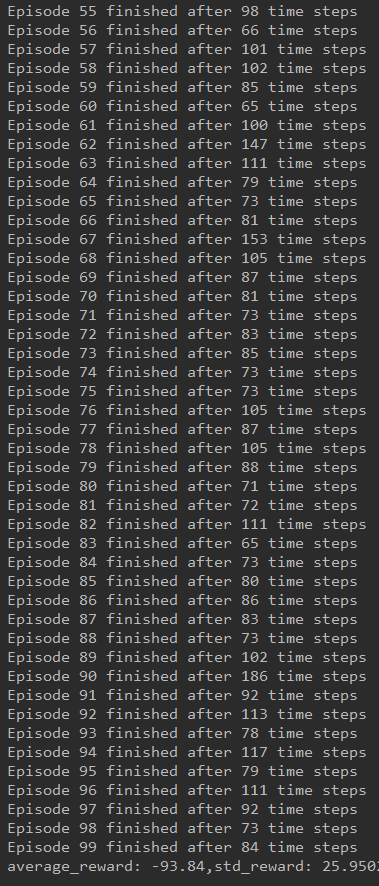 Episode 55 finished after 98 time steps
Episode 56 finished after 66 time steps
Episode 57 finished after 101 time steps
Episode 58 finished after 102 time steps
Episode 59 finished after 85 time steps
Episode 60 finished after 65 time steps
Episode 61 finished after 100 time steps
Episode 62 finished after 147 time steps
Episode 63 finished after 111 time steps
Episode 64 finished after 79 time steps
Episode 65 finished after 73 time steps
Episode 66 finished after 81 time steps
Episode 67 finished after 153 time steps
Episode 68 finished after 105 time steps
Episode 69 finished after 87 time steps
Episode 70 finished after 81 time steps
Episode 71 finished after 73 time steps
Episode 72 finished after 83 time steps
Episode 73 finished after 85 time steps
Episode 74 finished after 73 time steps
Episode 75 finished after 73 time steps
Episode 76 finished after 105 time steps
Episode 77 finished after 87 time steps
Episode 78 finished after 105 time steps
Episode 79 finished after 88 time steps
Episode 80 finished after 71 time steps
Episode 81 finished after 72 time steps
Episode 82 finished after 111 time steps
Episode 83 finished after 65 time steps
Episode 84 finished after 73 time steps
Episode 85 finished after 80 time steps
Episode 86 finished after 86 time steps
Episode 87 finished after 83 time steps
Episode 88 finished after 73 time steps
Episode 89 finished after 102 time steps
Episode 90 finished after 186 time steps
Episode 91 finished after 92 time steps
Episode 92 finished after 113 time steps
Episode 93 finished after 78 time steps
Episode 94 finished after 117 time steps
Episode 95 finished after 79 time steps
Episode 96 finished after 111 time steps
Episode 97 finished after 92 time steps
Episode 98 finished after 73 time steps
Episode 99 finished after 84 time steps
average_reward: -93.84,std_reward: 25.950